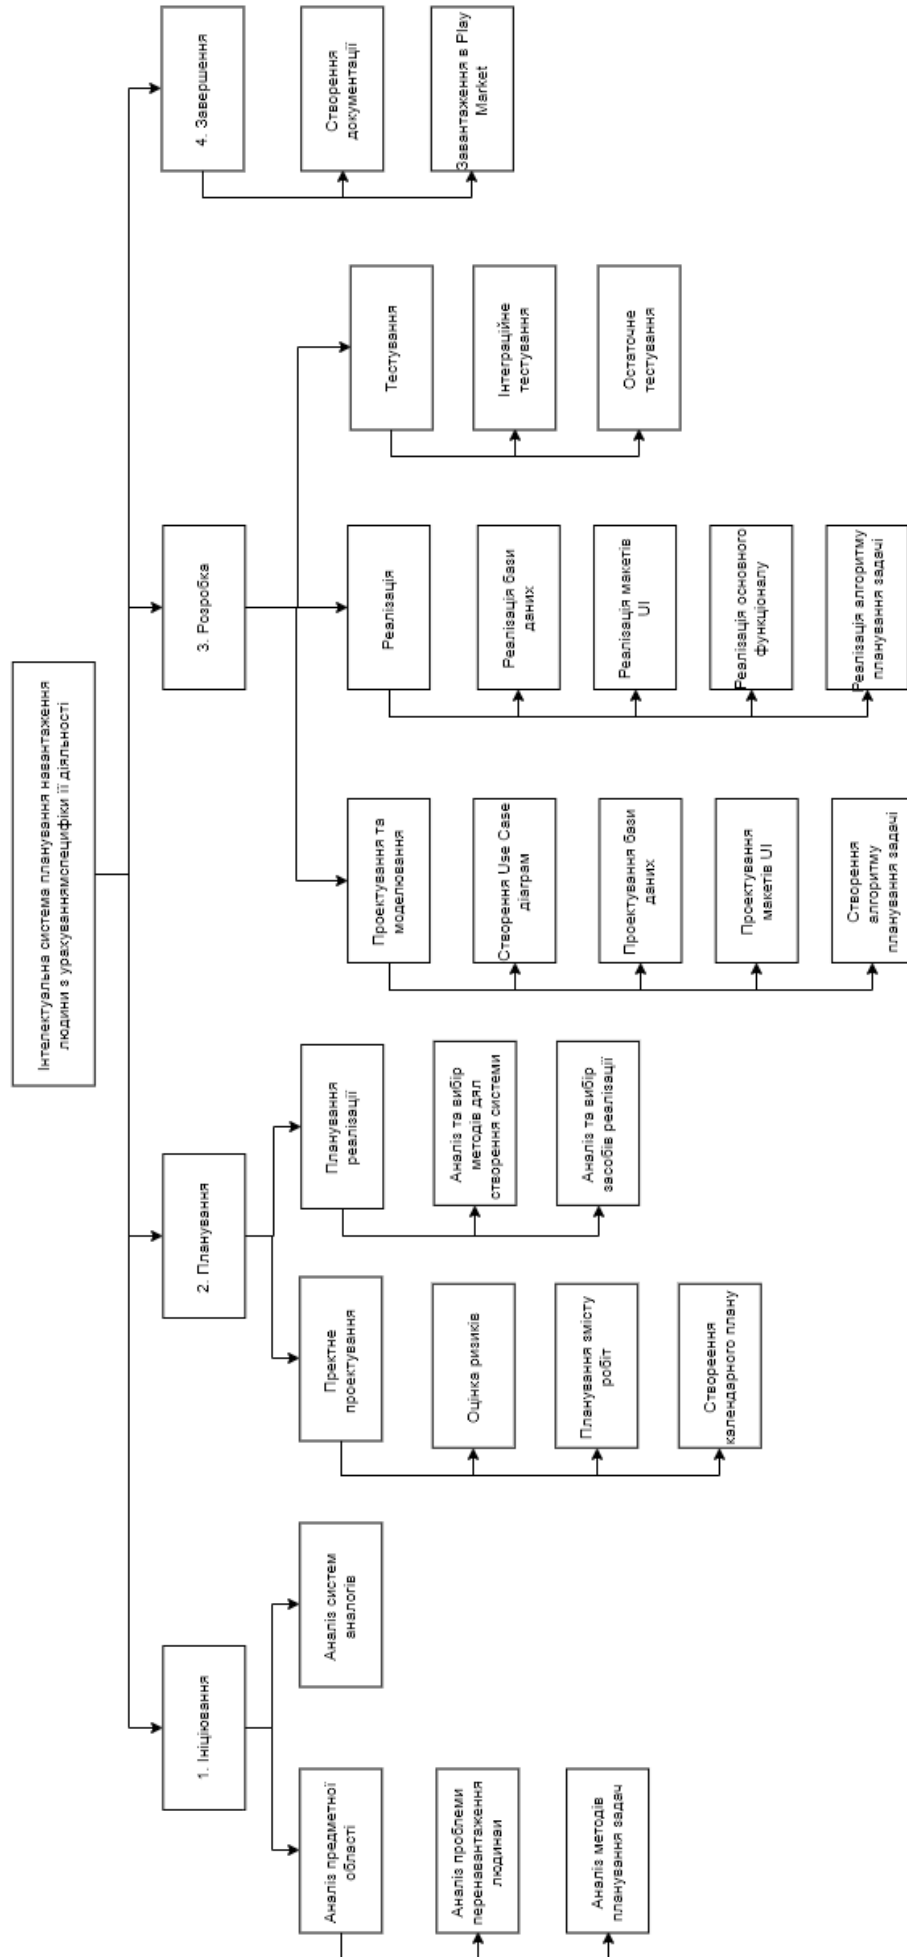 Інтелектуальна система планування навантаження
людини з урахуваннямспецифіки її діяльності
1. Ініціювання
Аналіз предметної
області
Аналіз проблеми
перенавантаження
людинаи
Аналіз методів
планування задач
Аналіз систем
аналогів
2. Планування
Пректне
проектування
Оцінка ризиків
Планування змісту
робіт
Створеення
календарного плану
Планування
реалізації
Аналіз та вибір
методів дял
створення системи
Аналіз та вибір
засобів реалізації
3. Розробка
Проектування та
моделювання
Створення Use Case
діаграм
Проектування бази
даних
Проектування
макетів UI
Створення
алгоритму
планування задачі
Реалізація
Реалізація бази
даних
Реалізація макетів
UI
Реалізація основного
функціоналу
Реалізація алгоритму
планування задачі
Тестування
Інтеграційне
тестування
Остаточне
тестування
4. Завершення
Створення
документації
Завантаження в Play
Market